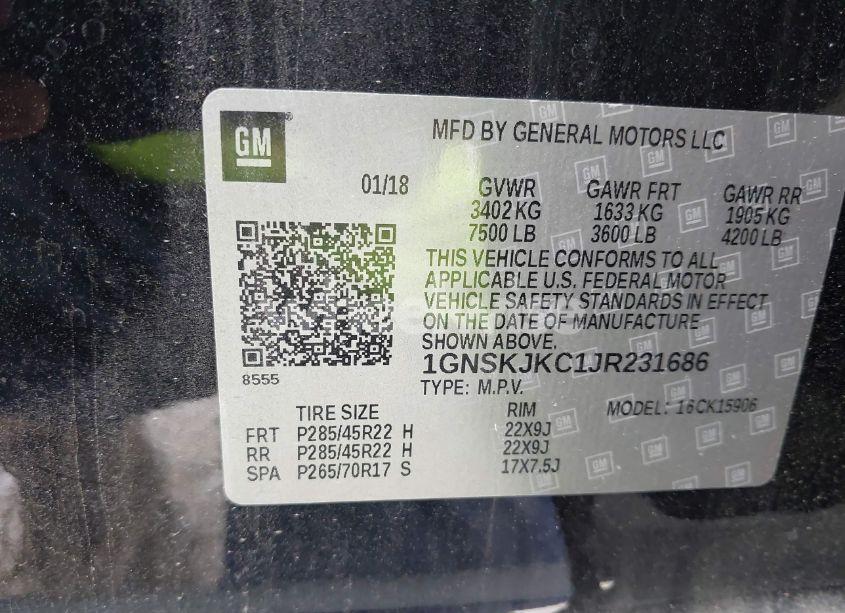 GM
MFD BY GENERAL MOTORS LLC
01/18 GVWR GAWR FRT GAWR RR
3402 KG 1633 KG 1905 KG
7500 LB 3600 LB 4200 LB
THIS VEHICLE CONFORMS TO ALL
APPLICABLE U.S. FEDERAL MOTOR
VEHICLE SAFETY STANDARDS IN EFFECT
ON THE DATE OF MANUFACTURE
SHOWN ABOVE.
1GNSKJKC1JR231686
8555
TYPE: M.P.V.
TIRE SIZE RIM MODEL: 16CK15906
FRT P285/45R22 H 22X9J
RR P285/45R22 H 22X9J
SPA P265/70R17 S 17X7.5J